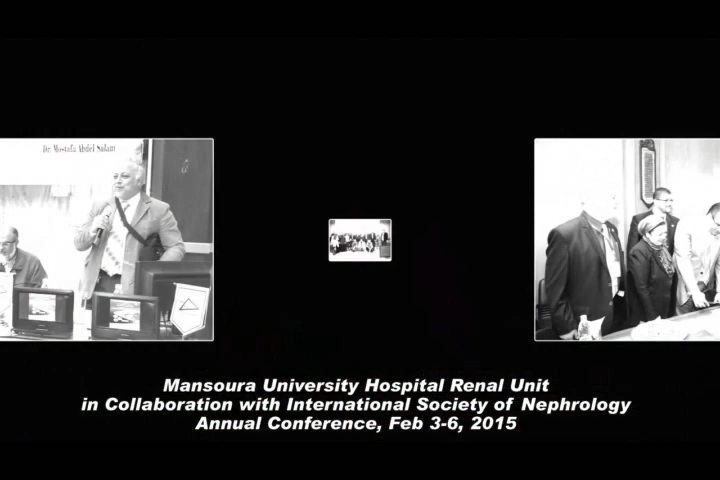 Dr. Mostafa Abdel Salam
Mansoura University Hospital Renal Unit
in Collaboration with International Society of Nephrology
Annual Conference, Feb 3-6, 2015